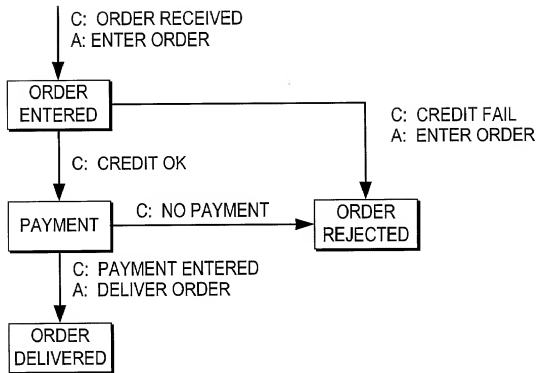 C: ORDER RECEIVED
A: ENTER ORDER
ORDER
ENTERED
C: CREDIT FAIL
A: ENTER ORDER
C: CREDIT OK
PAYMENT
C: NO PAYMENT
ORDER
REJECTED
C: PAYMENT ENTERED
A: DELIVER ORDER
ORDER
DELIVERED